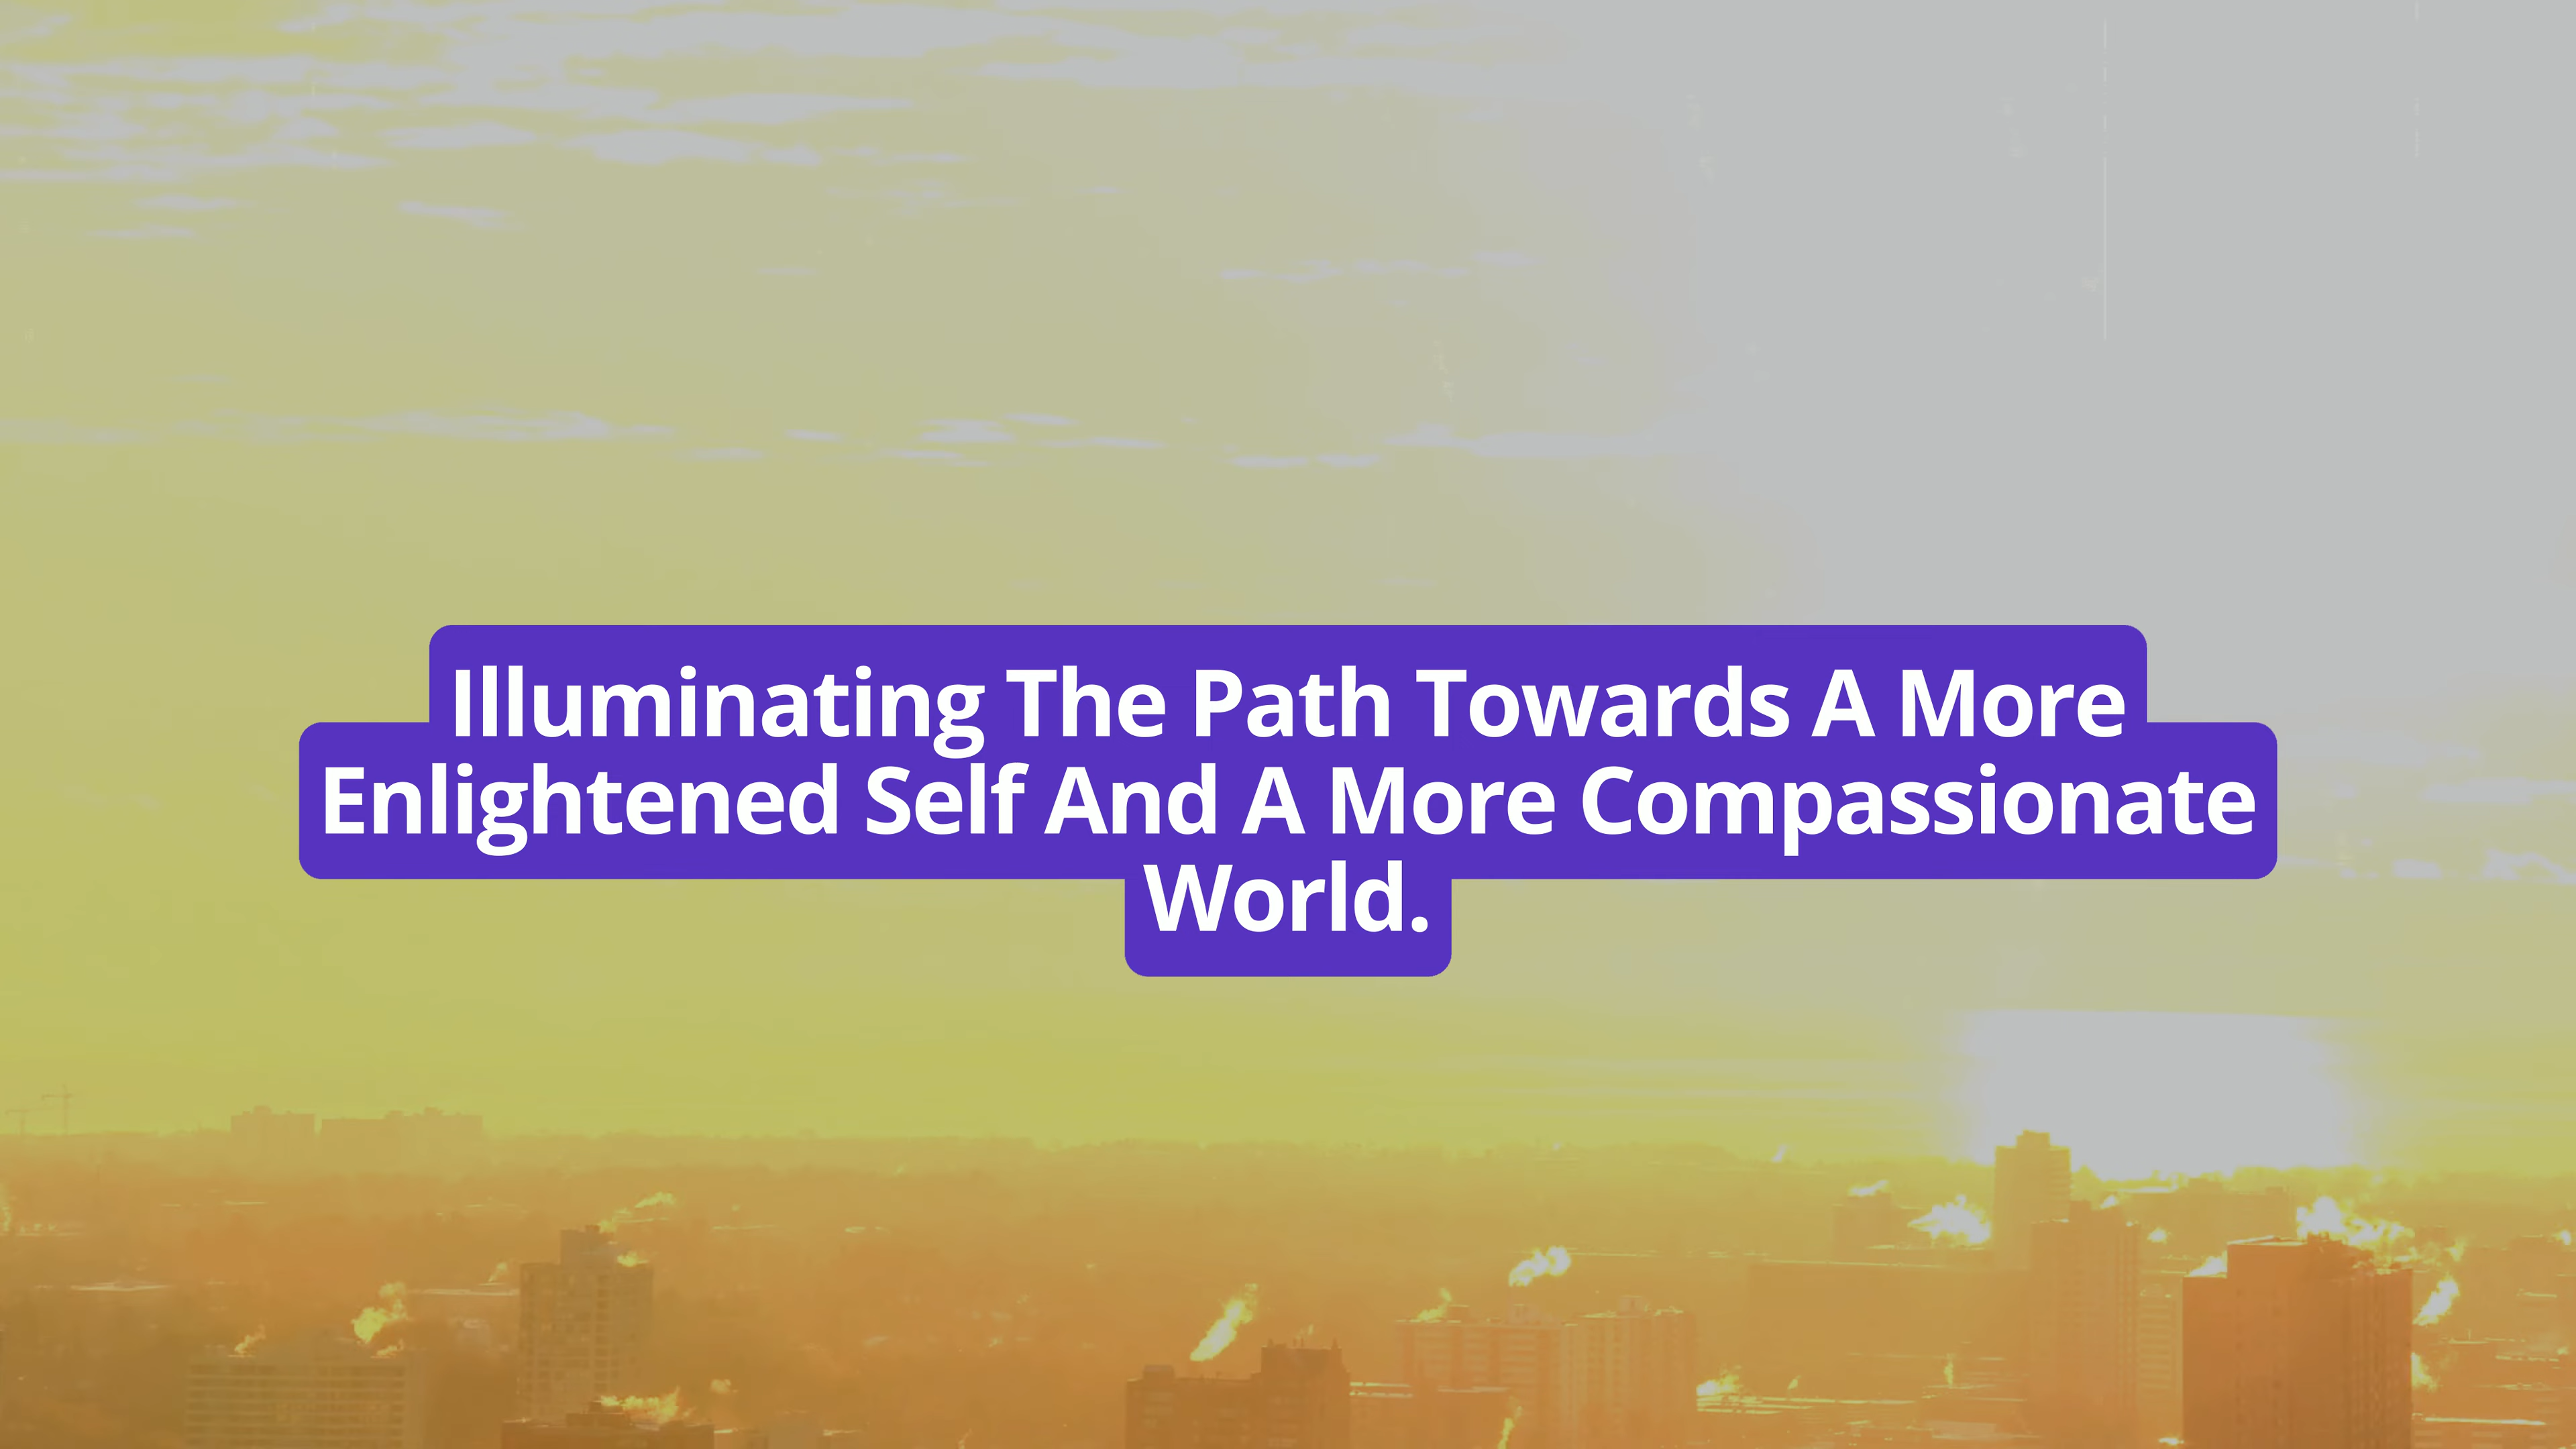 Illuminating The Path Towards A More
Enlightened Self And A More Compassionate
World.